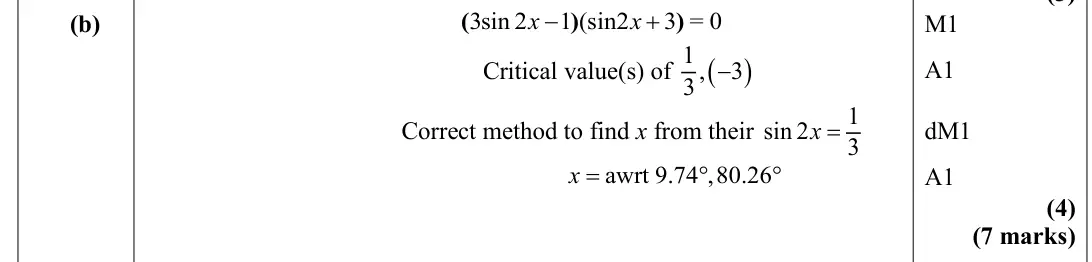 (b) (3sin 2x −1)(sin2x + 3) = 0 M1
Critical value(s) of 1/3, (−3) A1
Correct method to find x from their sin 2x = 1/3 dM1
x = awrt 9.74°, 80.26° A1
(4)
(7 marks)